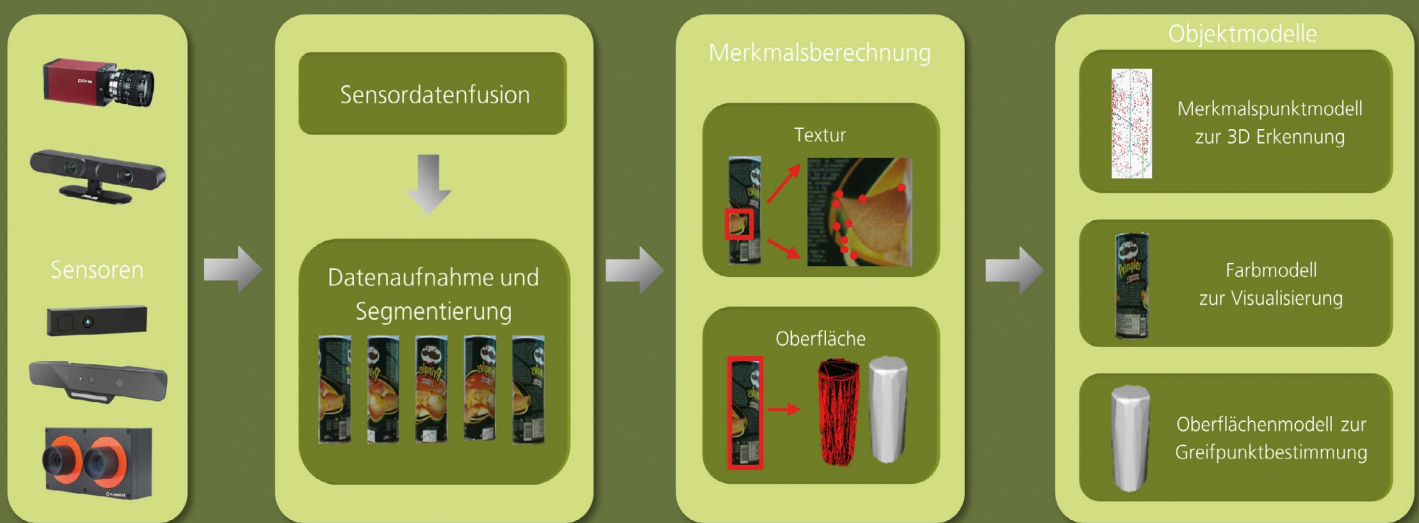 Sensoren
Sensordatenfusion
Datenaufnahme und
Segmentierung
Merkmalsberechnung
Textur
Oberfläche
Objektmodelle
Merkmalspunktmodell
zur 3D Erkennung
Farbmodell
zur Visualisierung
Pringles
Oberflächenmodell zur
Greifpunktbestimmung